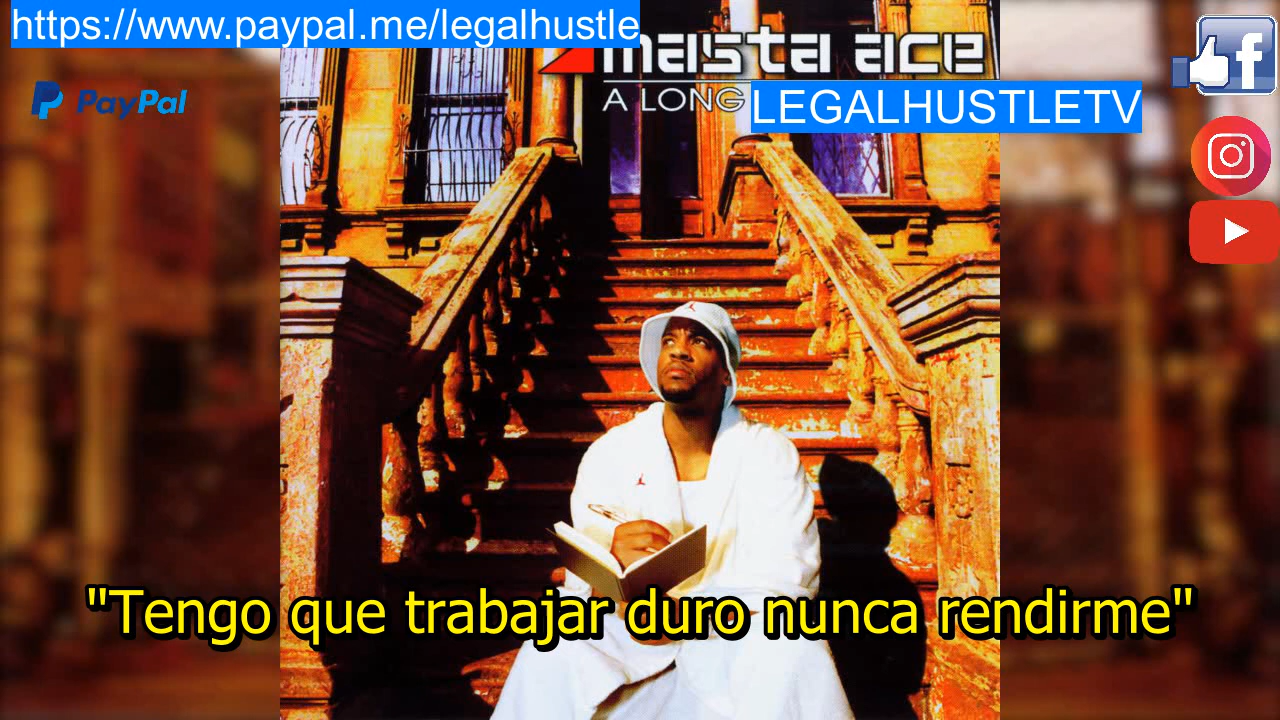 https://www.paypal.me/legalhustle
masta ace
A LONG
LEGALHUSTLETV
PayPal
"Tengo que trabajar duro nunca rendirme"